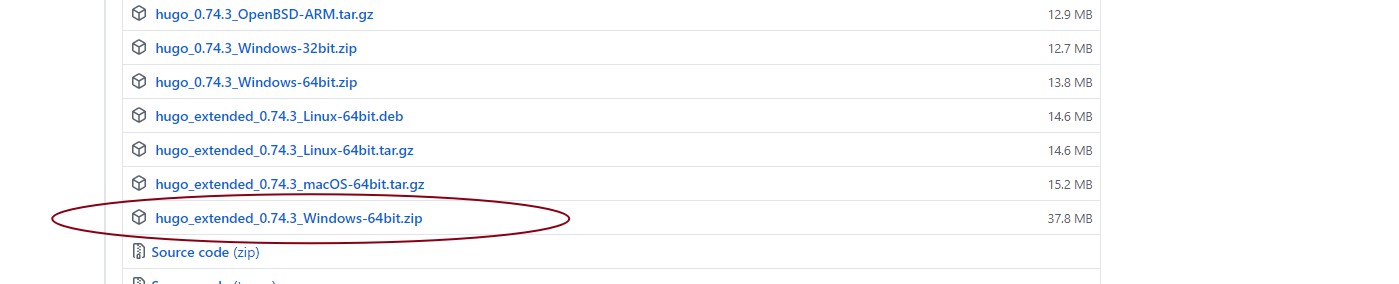 hugo_0.74.3_OpenBSD-ARM.tar.gz 12.9 MB
hugo_0.74.3_Windows-32bit.zip 12.7 MB
hugo_0.74.3_Windows-64bit.zip 13.8 MB
hugo_extended_0.74.3_Linux-64bit.deb 14.6 MB
hugo_extended_0.74.3_Linux-64bit.tar.gz 14.6 MB
hugo_extended_0.74.3_macOS-64bit.tar.gz 15.2 MB
hugo_extended_0.74.3_Windows-64bit.zip 37.8 MB
Source code (zip)